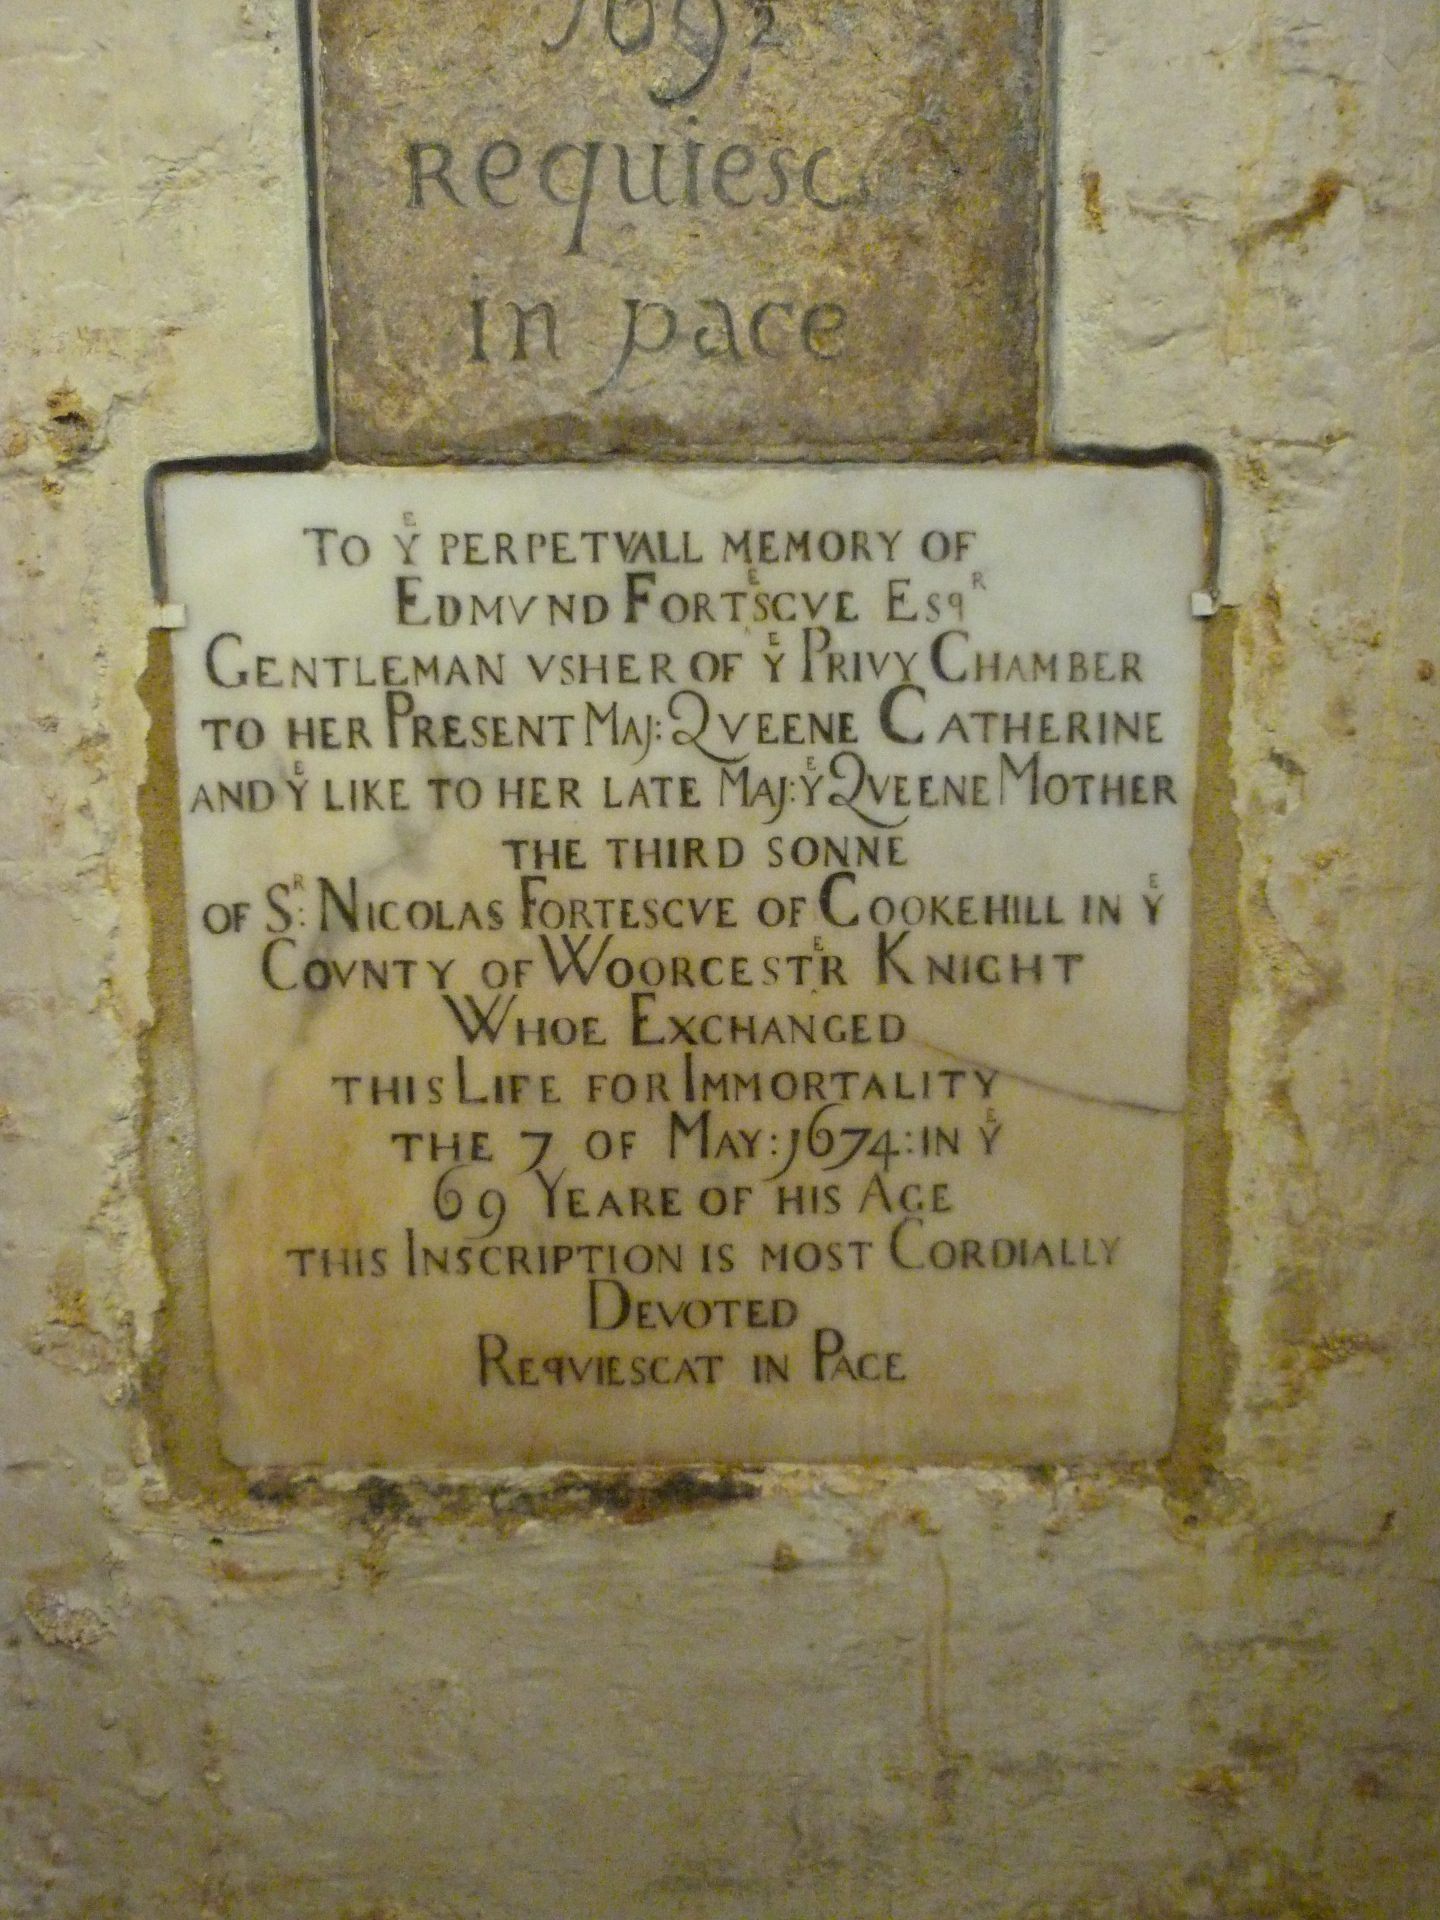 1692
Requiesc
in pace
TO Yᴱ PERPETVALL MEMORY OF
EDMVND FORTᴱSCVE ESqᴿ
GENTLEMAN VSHER OF Yᴱ PRIVY CHAMBER
TO HER PRESENT MAJ: QVEENE CATHERINE
AND Yᴱ LIKE TO HER LATE MAJ: Yᴱ QVEENE MOTHER
THE THIRD SONNE
OF Sᴿ: NICOLAS FORTESCVE OF COOKEHILL IN Yᴱ
COVNTY OF WOORCESTᴱR KNIGHT
WHOE EXCHANGED
THIS LIFE FOR IMMORTALITY
THE 7 OF MAY: 1674: IN Yᴱ
69 YEARE OF HIS AGE
THIS INSCRIPTION IS MOST CORDIALLY
DEVOTED
REqVIESCAT IN PACE